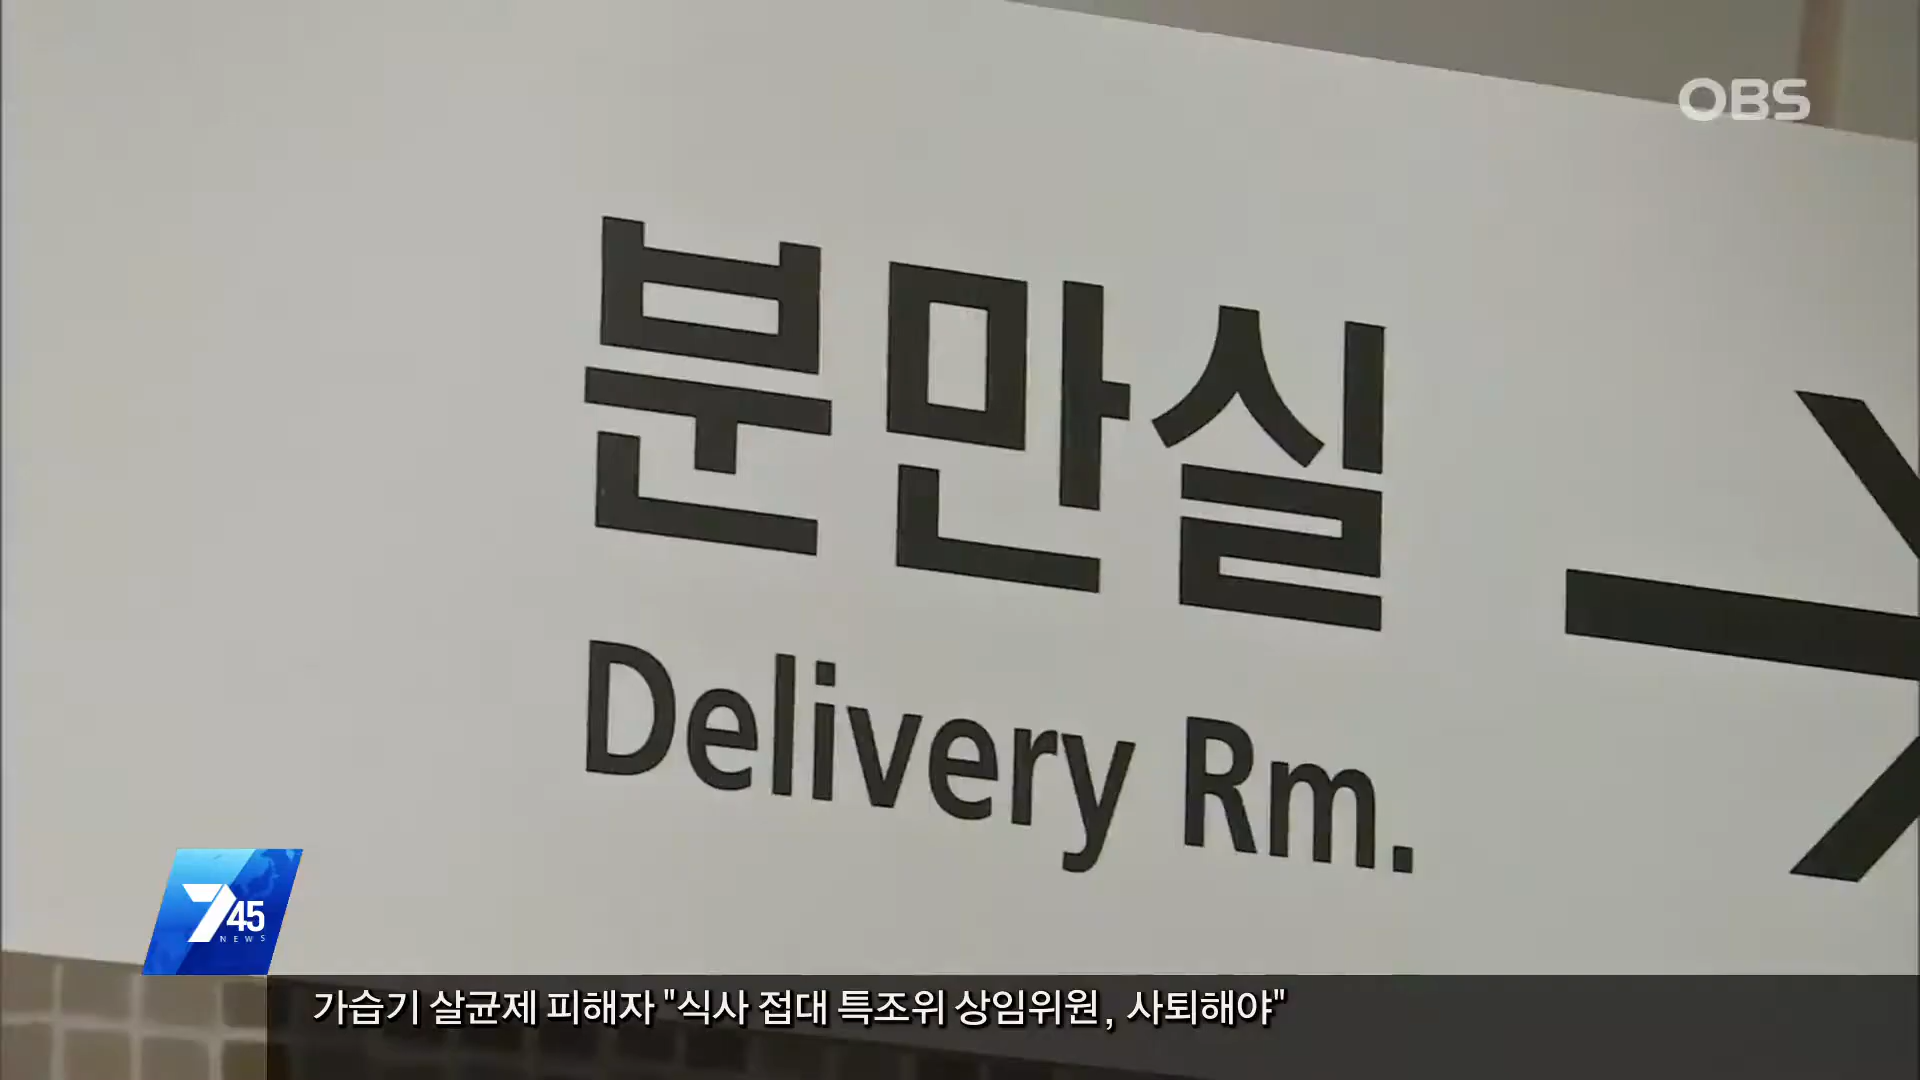 OBS
분만실
Delivery Rm.
745
NEWS
가습기 살균제 피해자 "식사 접대 특조위 상임위원, 사퇴해야"